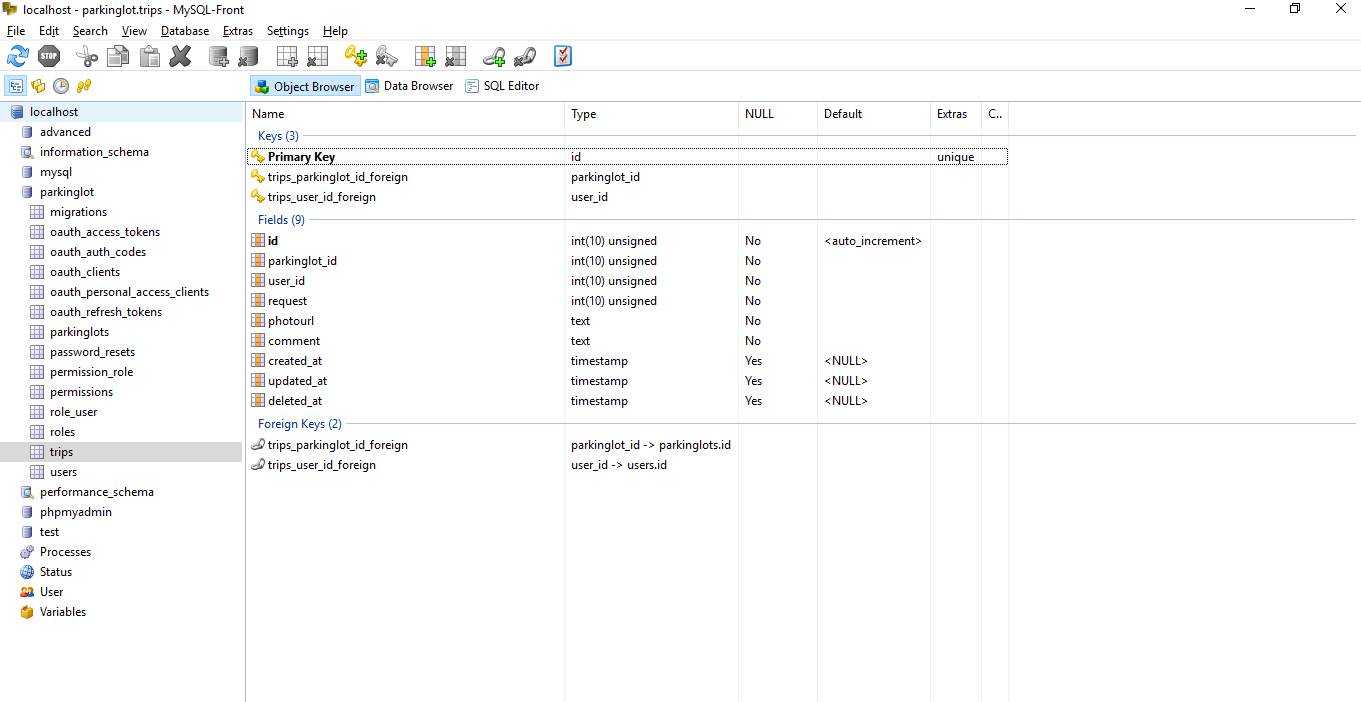 localhost - parkinglot.trips - MySQL-Front
File Edit Search View Database Extras Settings Help
STOP
Object Browser Data Browser SQL Editor
localhost
advanced
information_schema
mysql
parkinglot
migrations
oauth_access_tokens
oauth_auth_codes
oauth_clients
oauth_personal_access_clients
oauth_refresh_tokens
parkinglots
password_resets
permission_role
permissions
role_user
roles
trips
users
performance_schema
phpmyadmin
test
Processes
Status
User
Variables
Name Type NULL Default Extras C..
Keys (3)
Primary Key id unique
trips_parkinglot_id_foreign parkinglot_id
trips_user_id_foreign user_id
Fields (9)
id int(10) unsigned No <auto_increment>
parkinglot_id int(10) unsigned No
user_id int(10) unsigned No
request int(10) unsigned No
photourl text No
comment text No
created_at timestamp Yes <NULL>
updated_at timestamp Yes <NULL>
deleted_at timestamp Yes <NULL>
Foreign Keys (2)
trips_parkinglot_id_foreign parkinglot_id -> parkinglots.id
trips_user_id_foreign user_id -> users.id